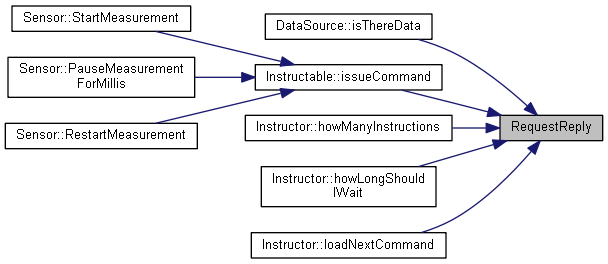 Sensor::StartMeasurement
DataSource::isThereData
Sensor::PauseMeasurement
ForMillis
Instructable::issueCommand
Sensor::RestartMeasurement
Instructor::howManyInstructions
RequestReply
Instructor::howLongShould
IWait
Instructor::loadNextCommand